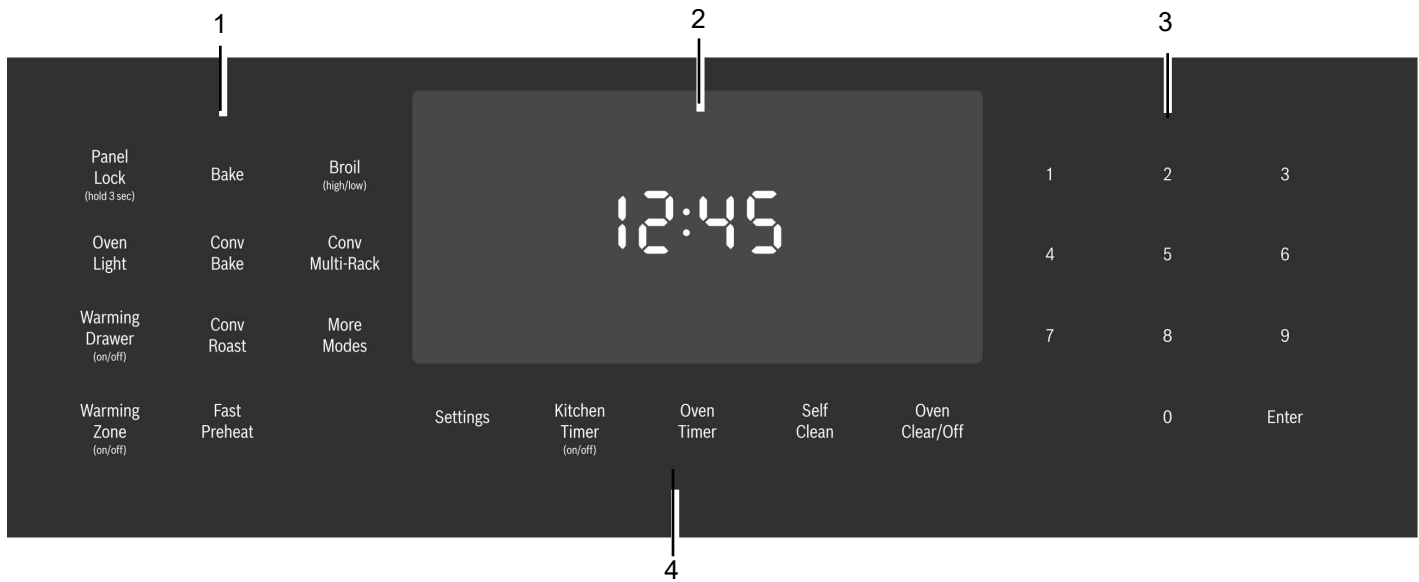 1
2
3
Panel
Lock
(hold 3 sec)
Bake
Broil
(high/low)
Oven
Light
Conv
Bake
Conv
Multi-Rack
Warming
Drawer
(on/off)
Conv
Roast
More
Modes
Warming
Zone
(on/off)
Fast
Preheat
12:45
Settings
Kitchen
Timer
(on/off)
Oven
Timer
Self
Clean
Oven
Clear/Off
1 2 3
4 5 6
7 8 9
0 Enter
4